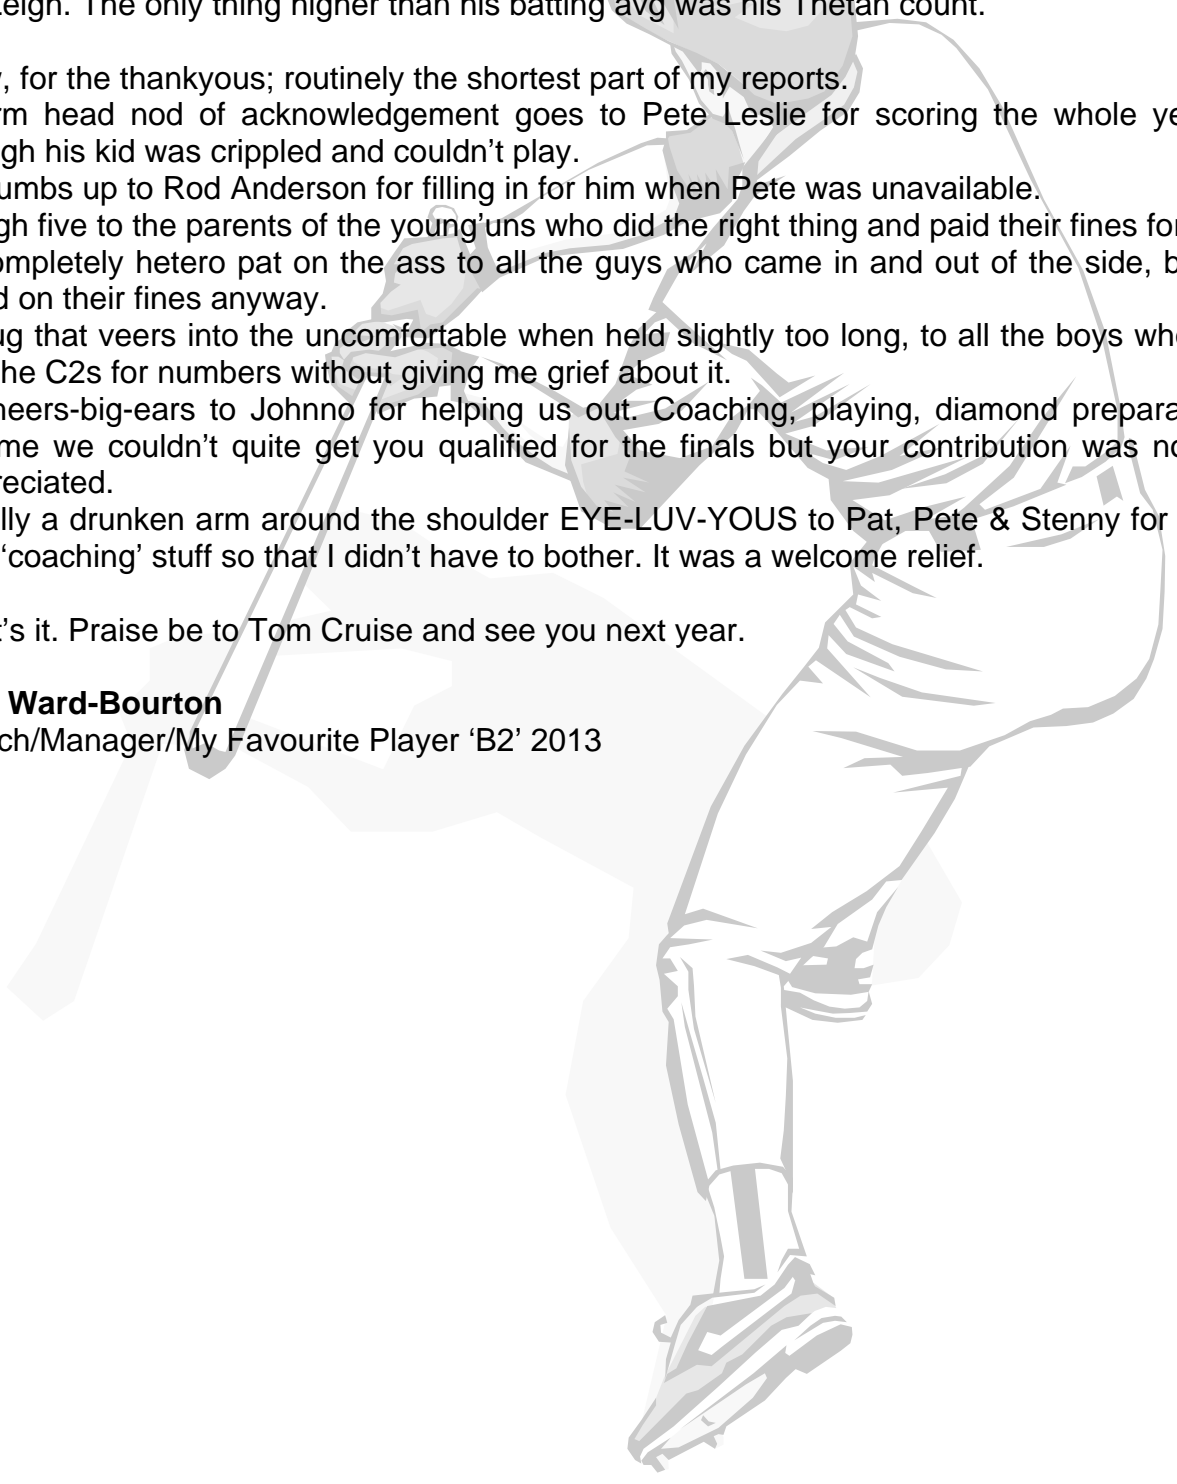 Leigh. The only thing higher than his batting avg was his Thetan count.
, for the thankyous; routinely the shortest part of my reports.
rm head nod of acknowledgement goes to Pete Leslie for scoring the whole ye
gh his kid was crippled and couldn’t play.
umbs up to Rod Anderson for filling in for him when Pete was unavailable.
gh five to the parents of the young’uns who did the right thing and paid their fines for
ompletely hetero pat on the ass to all the guys who came in and out of the side, b
d on their fines anyway.
ug that veers into the uncomfortable when held slightly too long, to all the boys who
he C2s for numbers without giving me grief about it.
heers-big-ears to Johnno for helping us out. Coaching, playing, diamond prepara
me we couldn’t quite get you qualified for the finals but your contribution was no
reciated.
lly a drunken arm around the shoulder EYE-LUV-YOUS to Pat, Pete & Stenny for
‘coaching’ stuff so that I didn’t have to bother. It was a welcome relief.
t’s it. Praise be to Tom Cruise and see you next year.
Ward-Bourton
ch/Manager/My Favourite Player ‘B2’ 2013